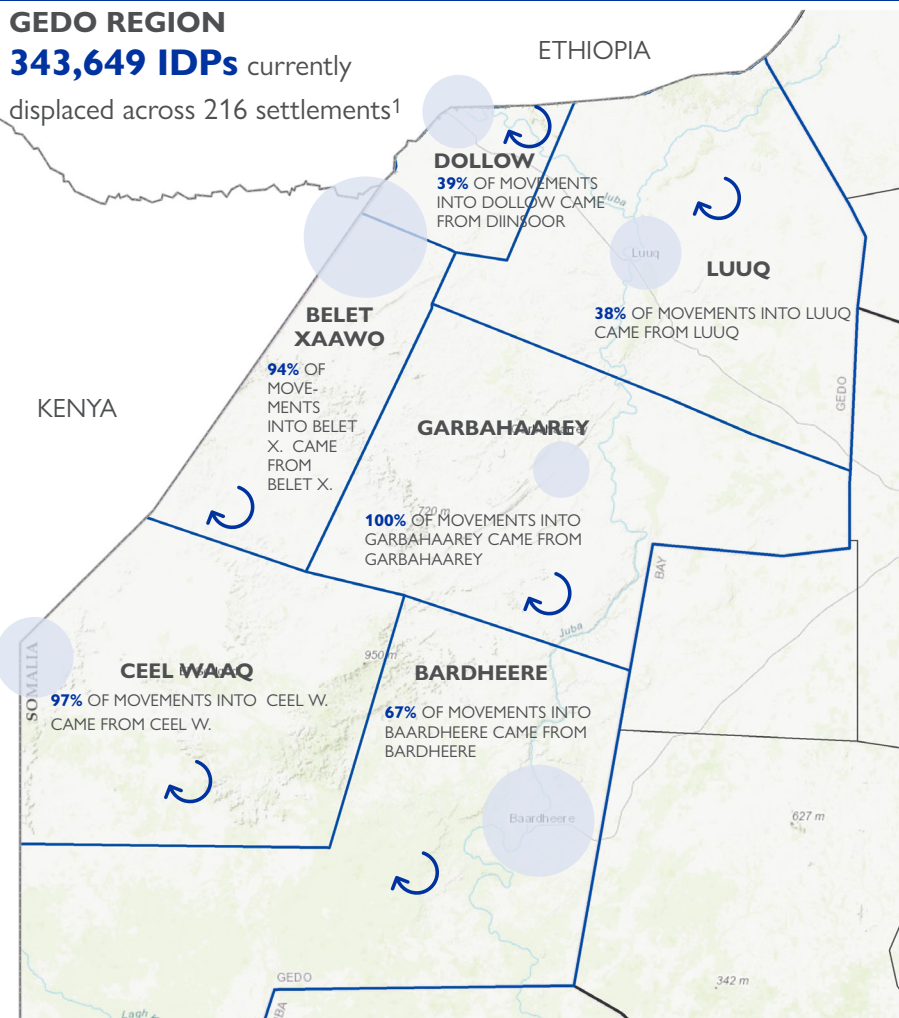 GEDO REGION
343,649 IDPs currently
displaced across 216 settlements¹
ETHIOPIA
DOLLOW
39% OF MOVEMENTS
INTO DOLLOW CAME
FROM DIINSOOR
Juba
Luuq
LUUQ
38% OF MOVEMENTS INTO LUUQ
CAME FROM LUUQ
BELET
XAAWO
94% OF
MOVE-
MENTS
INTO BELET
X. CAME
FROM
BELET X.
KENYA
GEDO
GARBAHAAREY
720 m
100% OF MOVEMENTS INTO
GARBAHAAREY CAME FROM
GARBAHAAREY
BAY
Juba
950 m
SOMALIA
CEEL WAAQ
97% OF MOVEMENTS INTO CEEL W.
CAME FROM CEEL W.
BARDHEERE
67% OF MOVEMENTS INTO
BAARDHEERE CAME FROM
BARDHEERE
Baardheere
627 m
GEDO
342 m
Lagh